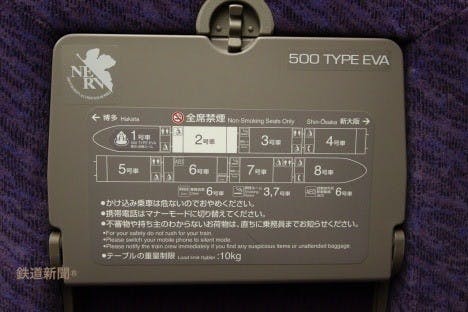 NERV
500 TYPE EVA
← 博多 Hakata
全席禁煙 Non-Smoking Seats Only
Shin-Ōsaka 新大阪 →
1号車 2号車 3号車 4号車
500 TYPE EVA
5号車 AED 6号車 7号車 8号車
6号車 3,7号車 AED 6号車
●かけ込み乗車は危ないのでおやめください。
●携帯電話はマナーモードに切り替えてください。
●不審物や持ち主のわからないお荷物は、直ちに乗務員までお知らせください。
●For your safety do not rush for your train.
●Please switch your mobile phone to silent mode.
●Please notify the train crew immediately if you find any suspicious items or unattended baggage.
●テーブルの重量制限 Load limit (table) :10kg
鉄道新聞®